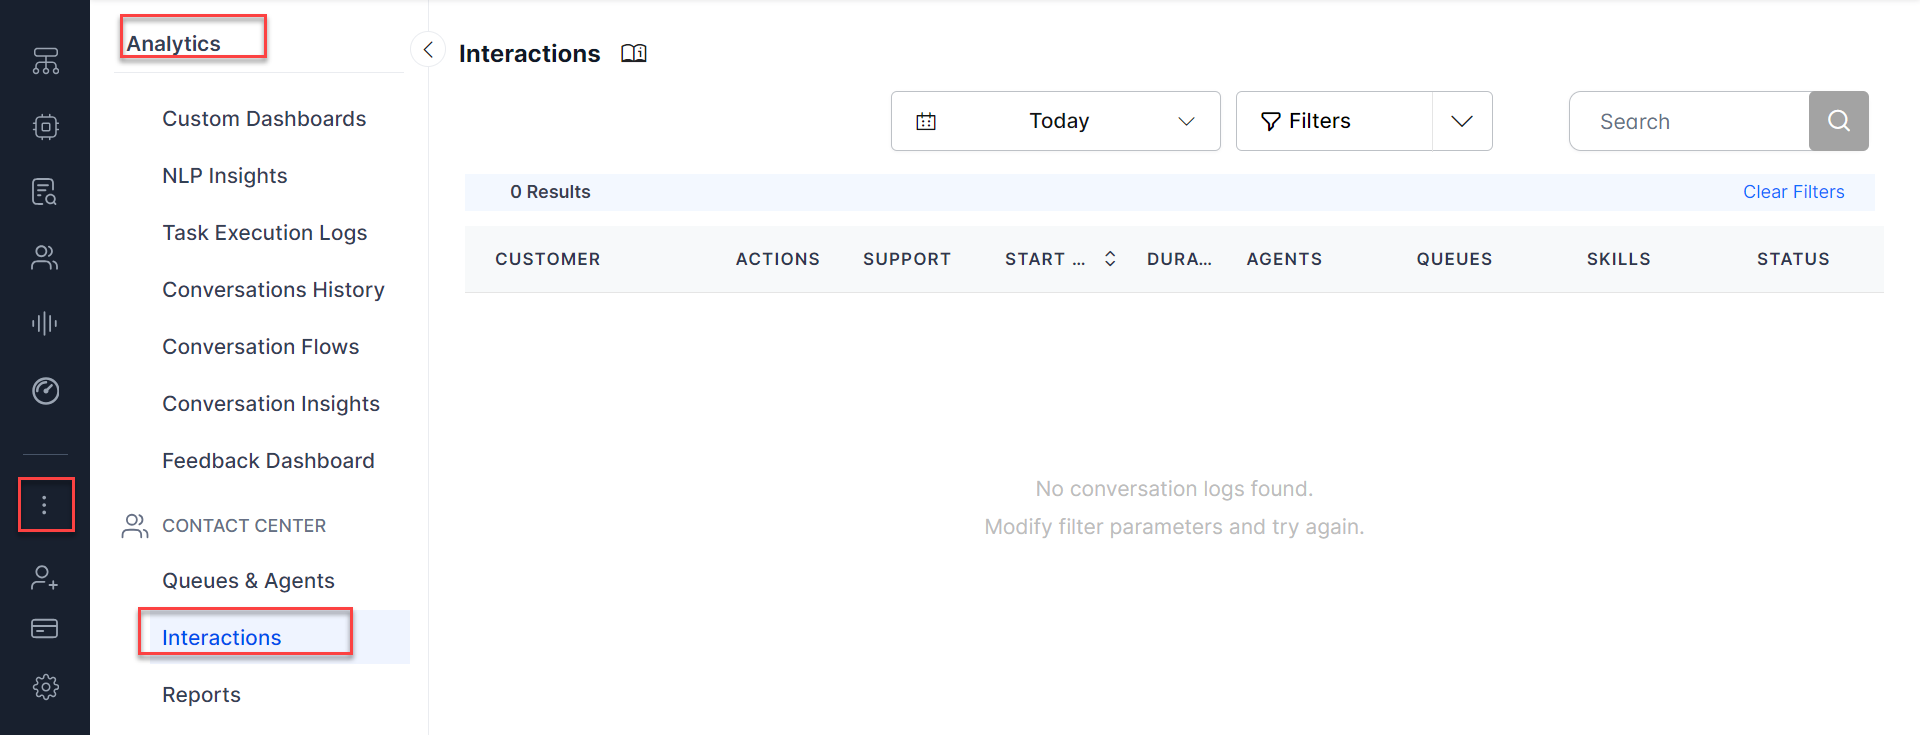 Analytics
Custom Dashboards
NLP Insights
Task Execution Logs
Conversations History
Conversation Flows
Conversation Insights
Feedback Dashboard
CONTACT CENTER
Queues & Agents
Interactions
Reports
Interactions
Today
Filters
Search
0 Results
Clear Filters
CUSTOMER ACTIONS SUPPORT START ... DURA... AGENTS QUEUES SKILLS STATUS
No conversation logs found.
Modify filter parameters and try again.